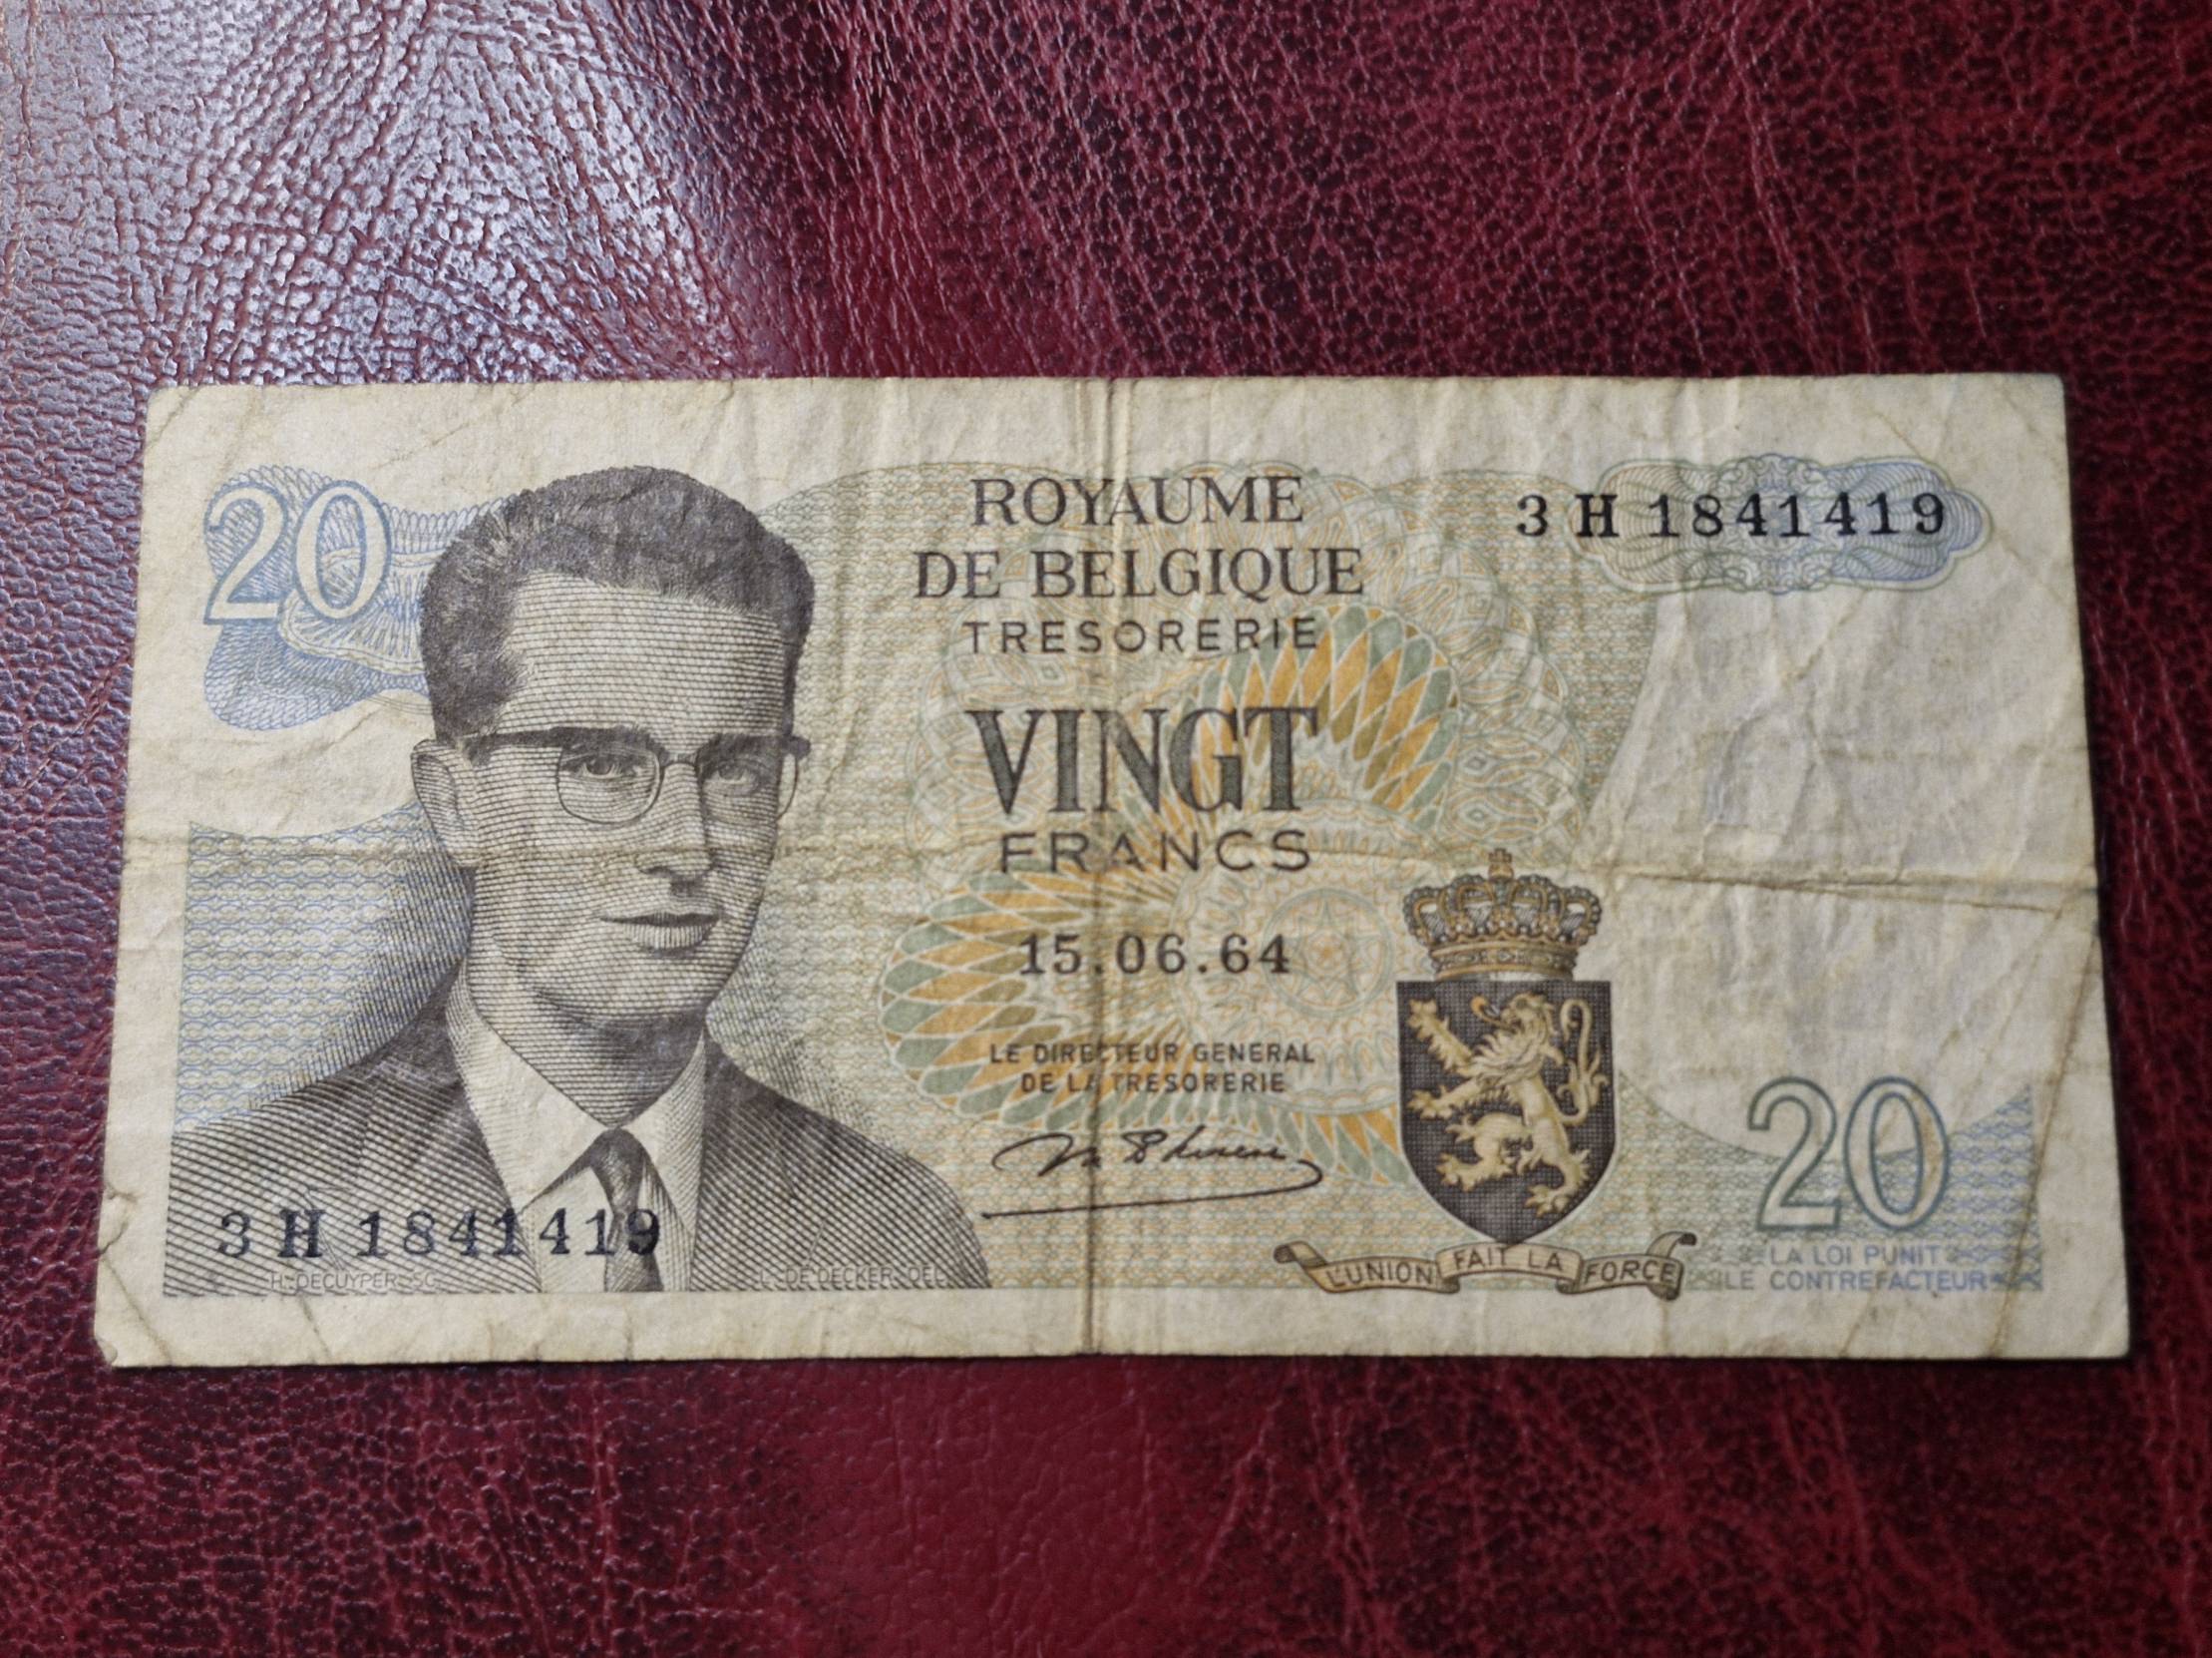 20
ROYAUME
DE BELGIQUE
TRESORERIE
3 H 1841419
VINGT
FRANCS
15.06.64
LE DIRECTEUR GENERAL
DE LA TRESORERIE
3 H 1841419
H. DECUYPER. SC.
L. DE DECKER. DEL.
L'UNION FAIT LA FORCE
20
LA LOI PUNIT
LE CONTREFACTEUR